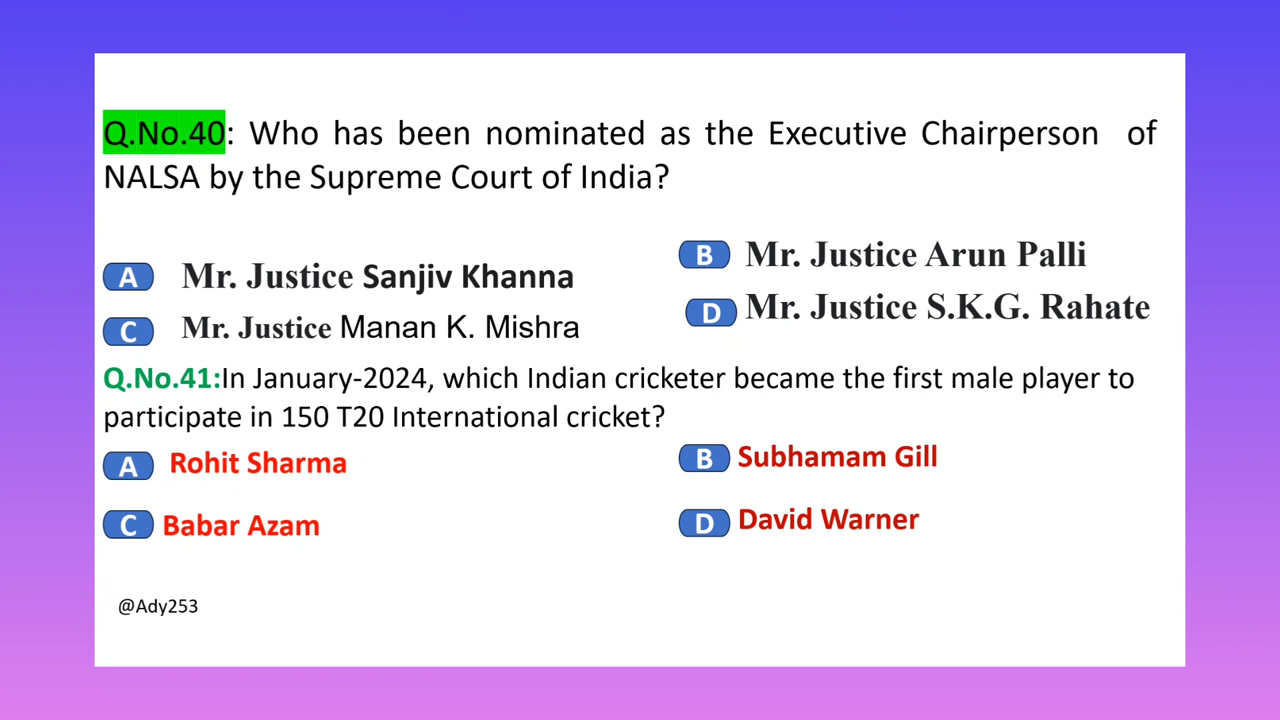 Q.No.40: Who has been nominated as the Executive Chairperson of
NALSA by the Supreme Court of India?
A Mr. Justice Sanjiv Khanna
B Mr. Justice Arun Palli
C Mr. Justice Manan K. Mishra
D Mr. Justice S.K.G. Rahate
Q.No.41:In January-2024, which Indian cricketer became the first male player to
participate in 150 T20 International cricket?
A Rohit Sharma
B Subhamam Gill
C Babar Azam
D David Warner
@Ady253